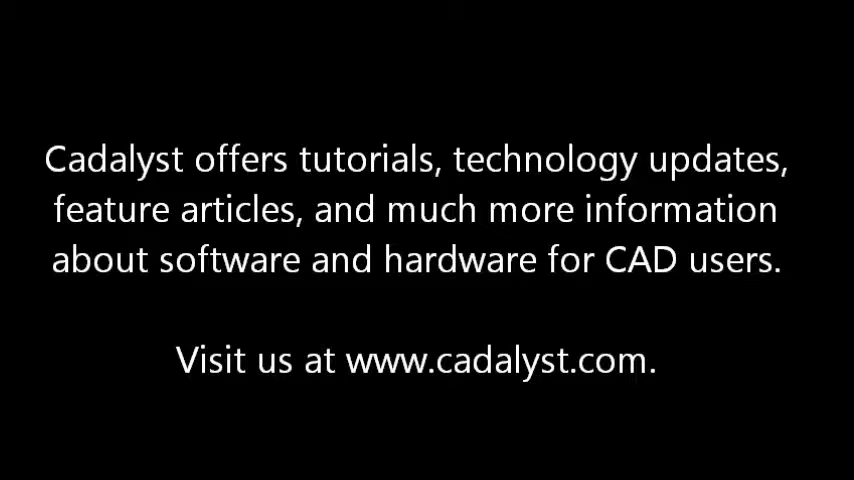 Cadalyst offers tutorials, technology updates,
feature articles, and much more information
about software and hardware for CAD users.
Visit us at www.cadalyst.com.